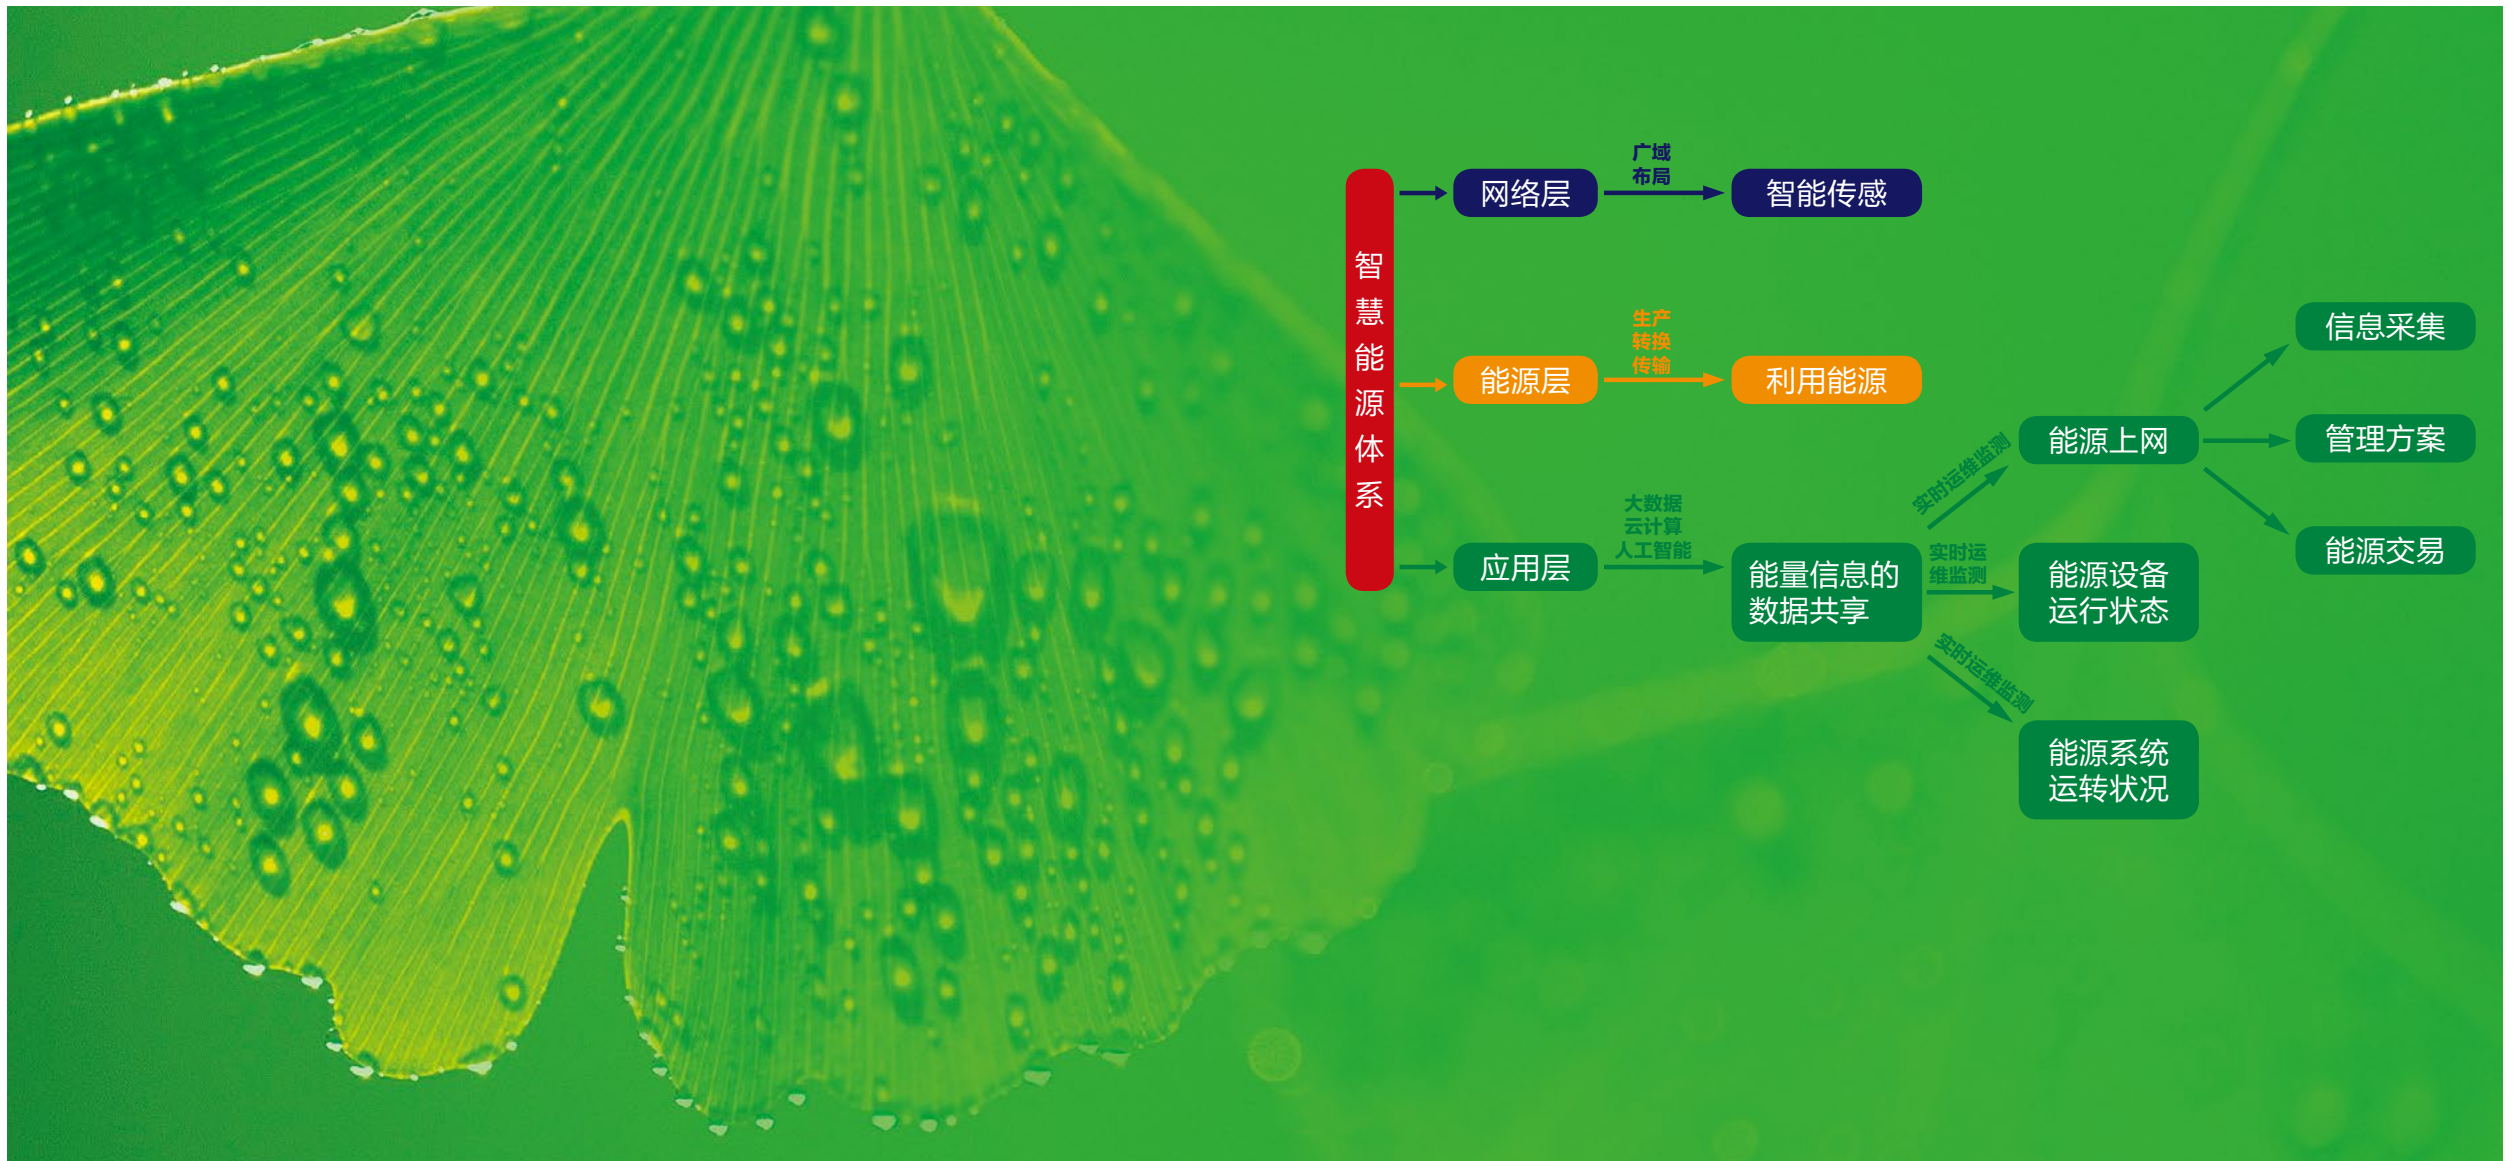 智慧能源体系
网络层
广域
布局
智能传感
能源层
生产
转换
传输
利用能源
应用层
大数据
云计算
人工智能
能量信息的
数据共享
实时运维监测
能源上网
信息采集
管理方案
能源交易
实时运
维监测
能源设备
运行状态
实时运维监测
能源系统
运转状况